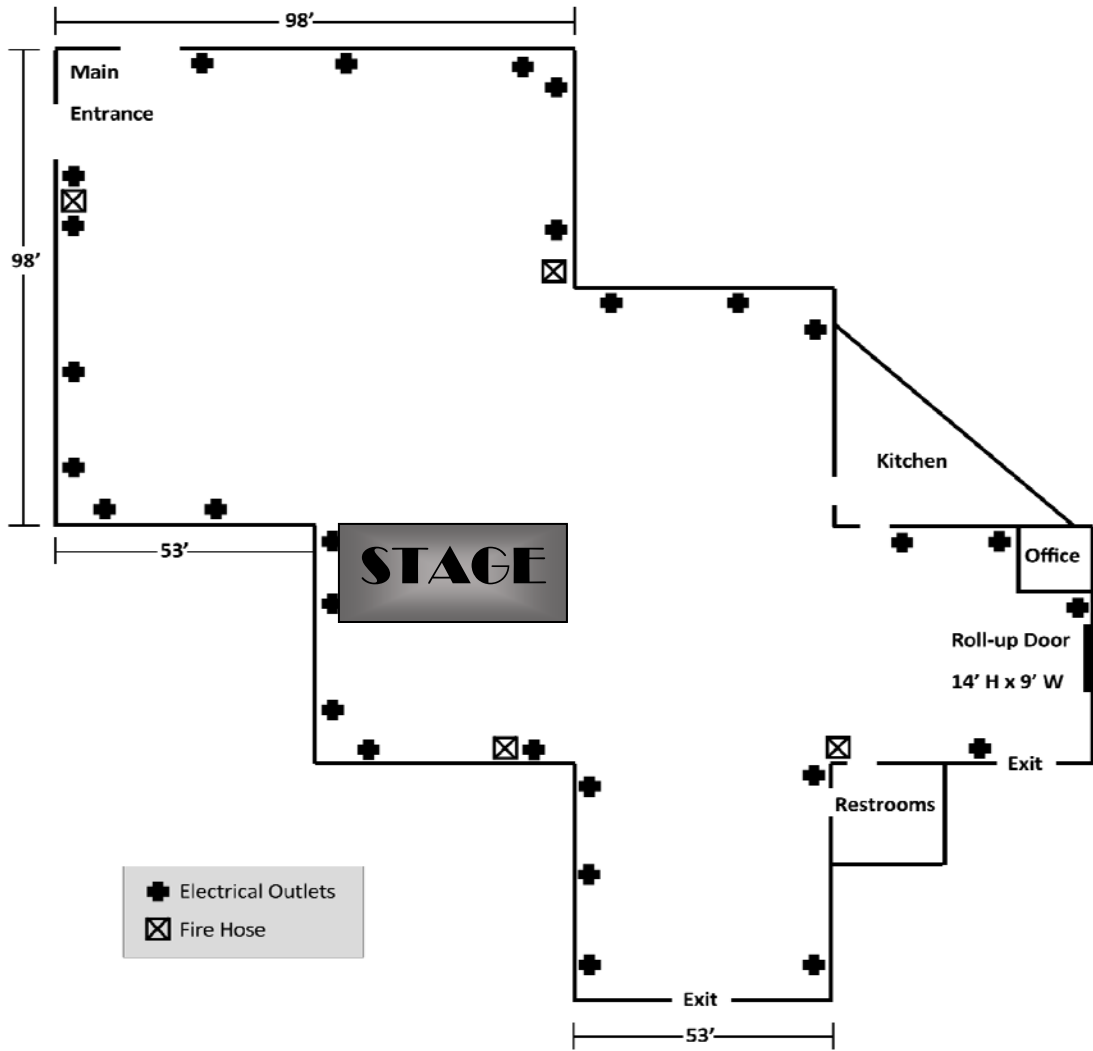 98’
Main
Entrance
98’
Kitchen
53’
STAGE
Office
Roll-up Door
14’ H x 9’ W
Exit
Restrooms
Electrical Outlets
Fire Hose
Exit
53’